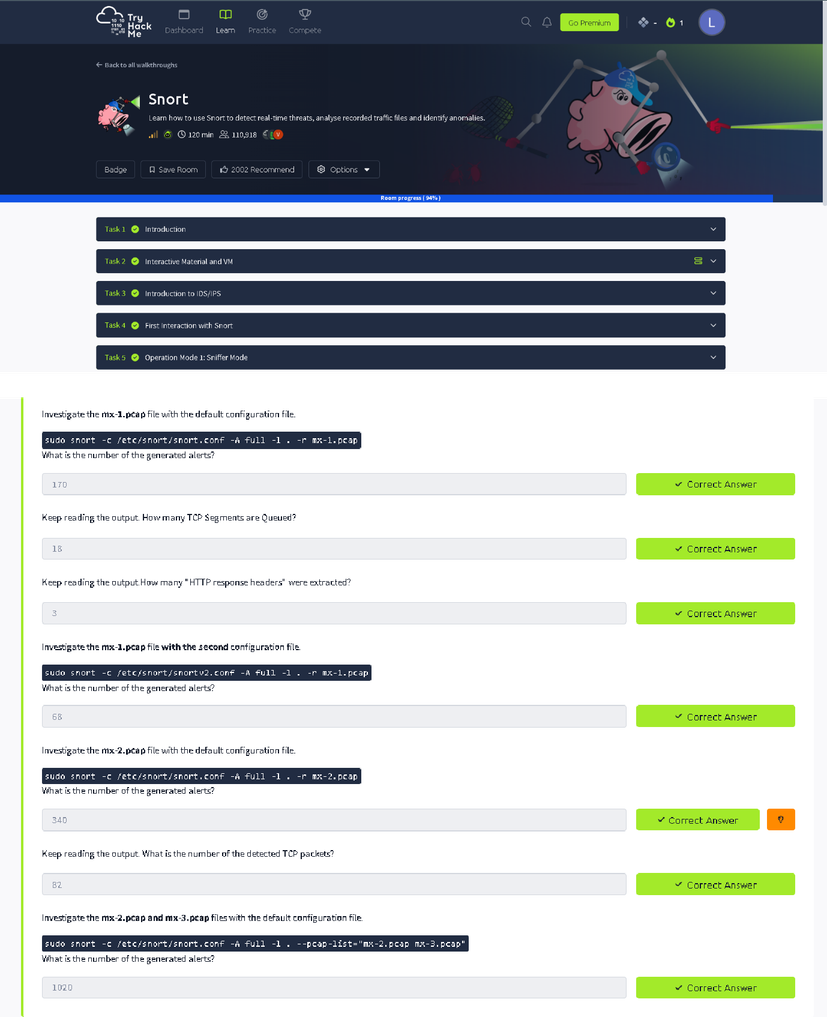 Try Hack Me
Dashboard
Learn
Practice
Compete
Go Premium
-
1
L
← Back to all walkthroughs
Snort
Learn how to use Snort to detect real-time threats, analyse recorded traffic files and identify anomalies.
120 min
110,918
Badge
Save Room
2002 Recommend
Options
Room progress ( 94% )
Task 1 Introduction
Task 2 Interactive Material and VM
Task 3 Introduction to IDS/IPS
Task 4 First Interaction with Snort
Task 5 Operation Mode 1: Sniffer Mode
Investigate the mx-1.pcap file with the default configuration file.
sudo snort -c /etc/snort/snort.conf -A full -l . -r mx-1.pcap
What is the number of the generated alerts?
170
Correct Answer
Keep reading the output. How many TCP Segments are Queued?
18
Correct Answer
Keep reading the output.How many "HTTP response headers" were extracted?
3
Correct Answer
Investigate the mx-1.pcap file with the second configuration file.
sudo snort -c /etc/snort/snortv2.conf -A full -l . -r mx-1.pcap
What is the number of the generated alerts?
68
Correct Answer
Investigate the mx-2.pcap file with the default configuration file.
sudo snort -c /etc/snort/snort.conf -A full -l . -r mx-2.pcap
What is the number of the generated alerts?
340
Correct Answer
Keep reading the output. What is the number of the detected TCP packets?
82
Correct Answer
Investigate the mx-2.pcap and mx-3.pcap files with the default configuration file.
sudo snort -c /etc/snort/snort.conf -A full -l . --pcap-list="mx-2.pcap mx-3.pcap"
What is the number of the generated alerts?
1020
Correct Answer